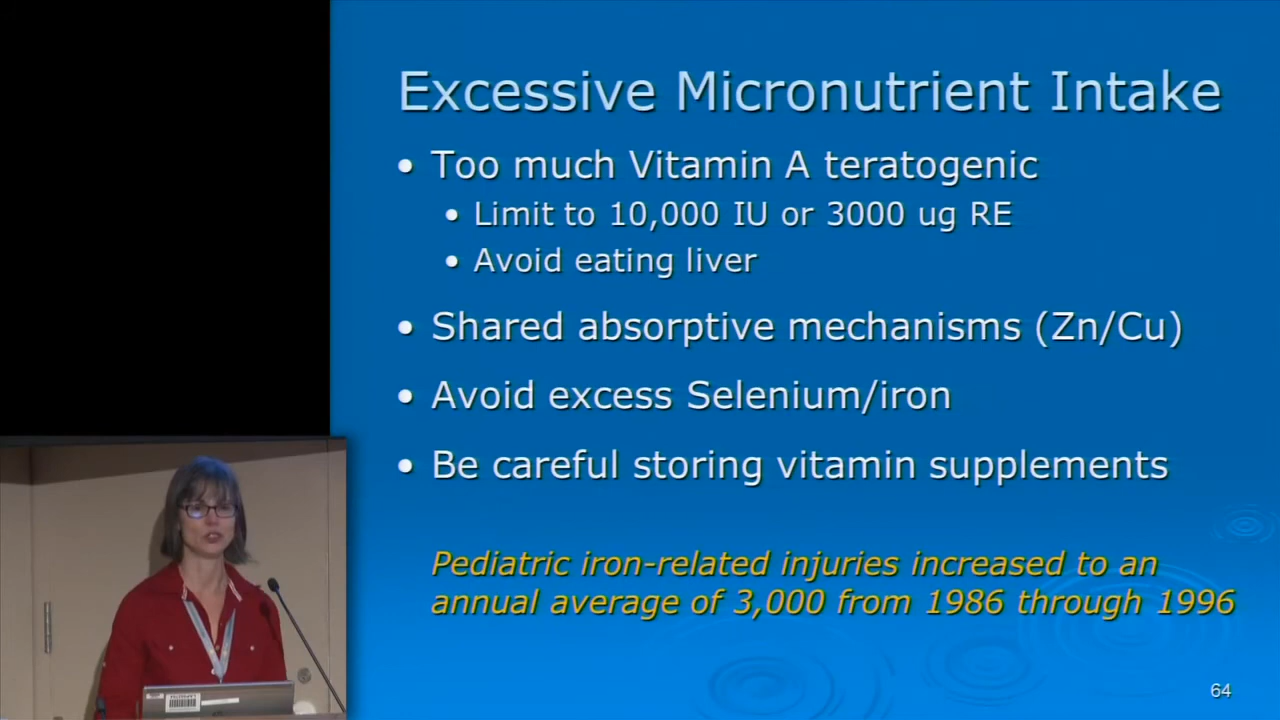 Excessive Micronutrient Intake
• Too much Vitamin A teratogenic
• Limit to 10,000 IU or 3000 ug RE
• Avoid eating liver
• Shared absorptive mechanisms (Zn/Cu)
• Avoid excess Selenium/iron
• Be careful storing vitamin supplements
Pediatric iron-related injuries increased to an
annual average of 3,000 from 1986 through 1996
64